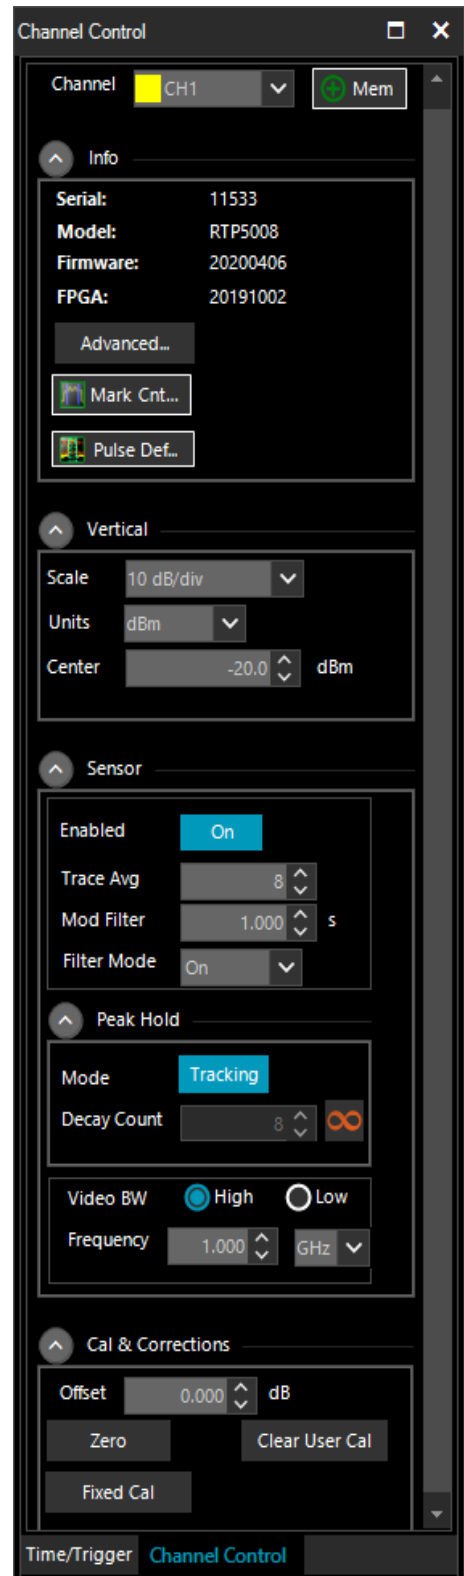 Channel Control
Channel CH1 Mem
Info
Serial: 11533
Model: RTP5008
Firmware: 20200406
FPGA: 20191002
Advanced...
Mark Cnt...
Pulse Def...
Vertical
Scale 10 dB/div
Units dBm
Center -20.0 dBm
Sensor
Enabled On
Trace Avg 8
Mod Filter 1.000 s
Filter Mode On
Peak Hold
Mode Tracking
Decay Count 8 ∞
Video BW High Low
Frequency 1.000 GHz
Cal & Corrections
Offset 0.000 dB
Zero Clear User Cal
Fixed Cal
Time/Trigger Channel Control